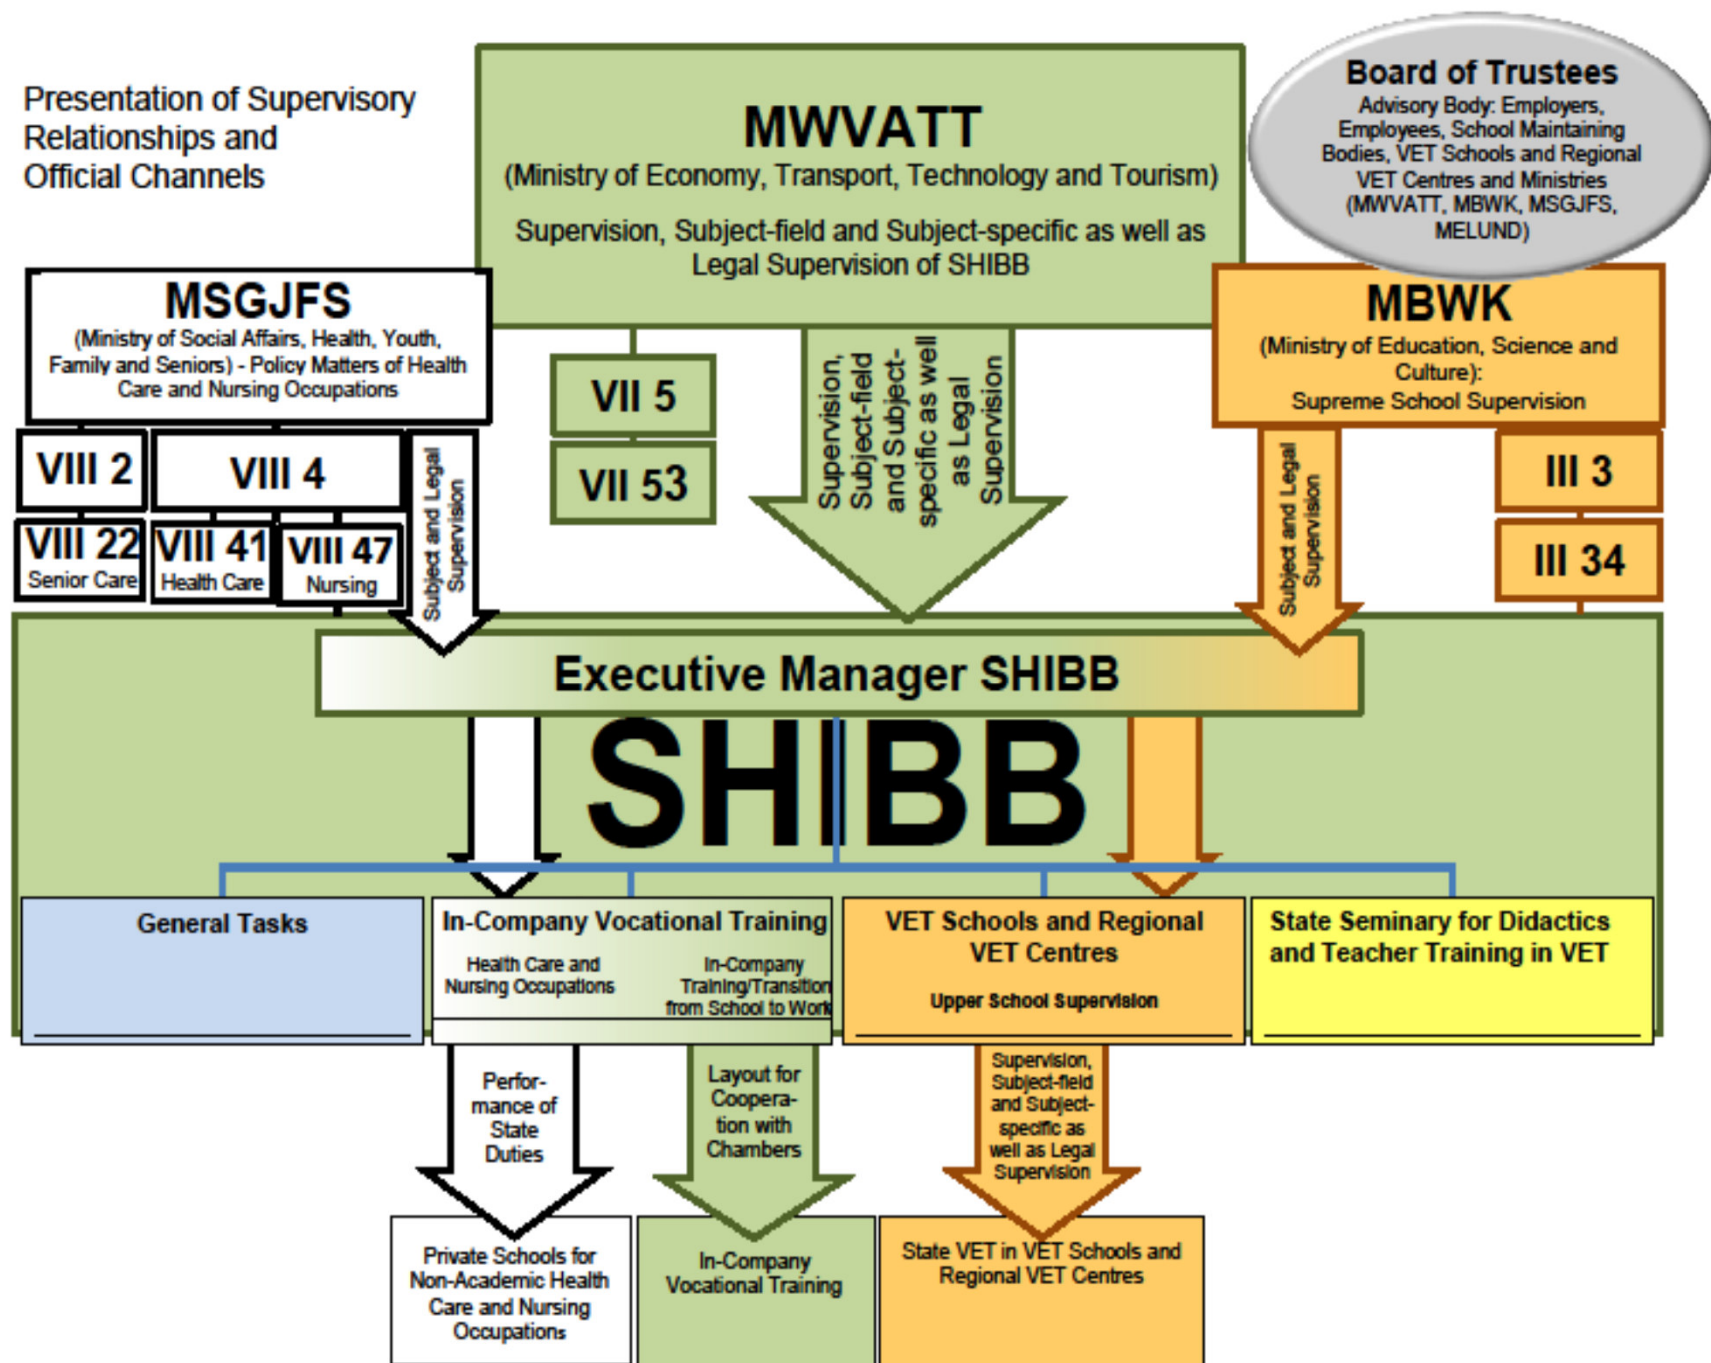 Presentation of Supervisory
Relationships and
Official Channels
MWVATT
(Ministry of Economy, Transport, Technology and Tourism)
Supervision, Subject-field and Subject-specific as well as
Legal Supervision of SHIBB
Board of Trustees
Advisory Body: Employers,
Employees, School Maintaining
Bodies, VET Schools and Regional
VET Centres and Ministries
(MWVATT, MBWK, MSGJFS,
MELUND)
MSGJFS
(Ministry of Social Affairs, Health, Youth,
Family and Seniors) - Policy Matters of Health
Care and Nursing Occupations
MBWK
(Ministry of Education, Science and
Culture):
Supreme School Supervision
VIII 2
VIII 4
VIII 22
Senior Care
VIII 41
Health Care
VIII 47
Nursing
Subject and Legal
Supervision
VII 5
VII 53
Supervision,
Subject-field
and Subject-
specific as well
as Legal
Supervision
Subject and Legal
Supervision
III 3
III 34
Executive Manager SHIBB
SHIBB
General Tasks
In-Company Vocational Training
Health Care and
Nursing Occupations
In-Company
Training/Transition
from School to Work
VET Schools and Regional
VET Centres
Upper School Supervision
State Seminary for Didactics
and Teacher Training in VET
Perfor-
mance of
State
Duties
Layout for
Coopera-
tion with
Chambers
Supervision,
Subject-field
and Subject-
specific as
well as Legal
Supervision
Private Schools for
Non-Academic Health
Care and Nursing
Occupations
In-Company
Vocational Training
State VET in VET Schools and
Regional VET Centres